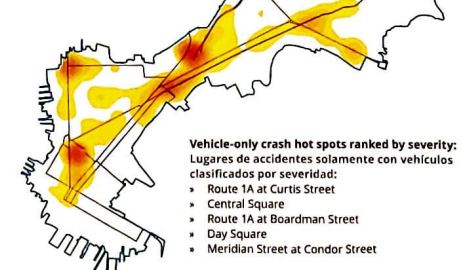 Vehicle-only crash hot spots ranked by severity:
Lugares de accidentes solamente con vehículos
clasificados por severidad:
» Route 1A at Curtis Street
» Central Square
» Route 1A at Boardman Street
» Day Square
» Meridian Street at Condor Street